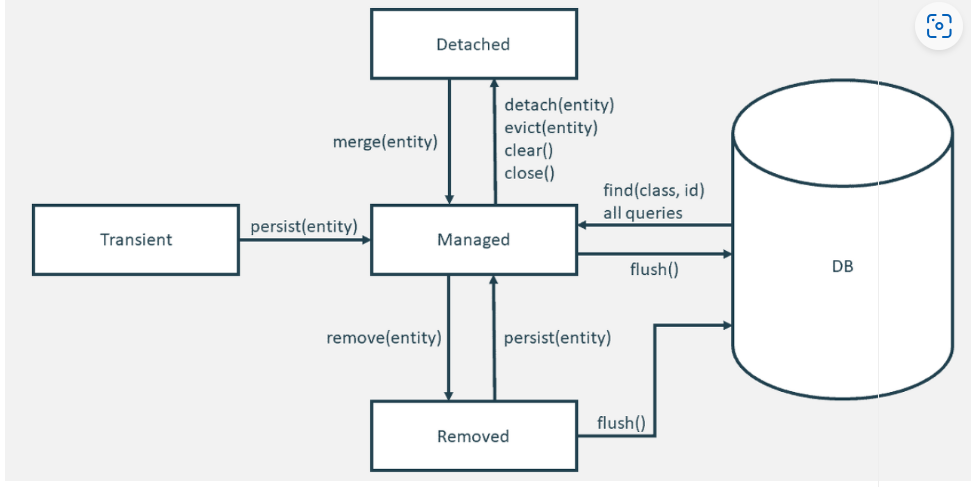 Detached
detach(entity)
evict(entity)
clear()
close()
merge(entity)
find(class, id)
all queries
Transient
persist(entity)
Managed
flush()
DB
remove(entity)
persist(entity)
Removed
flush()